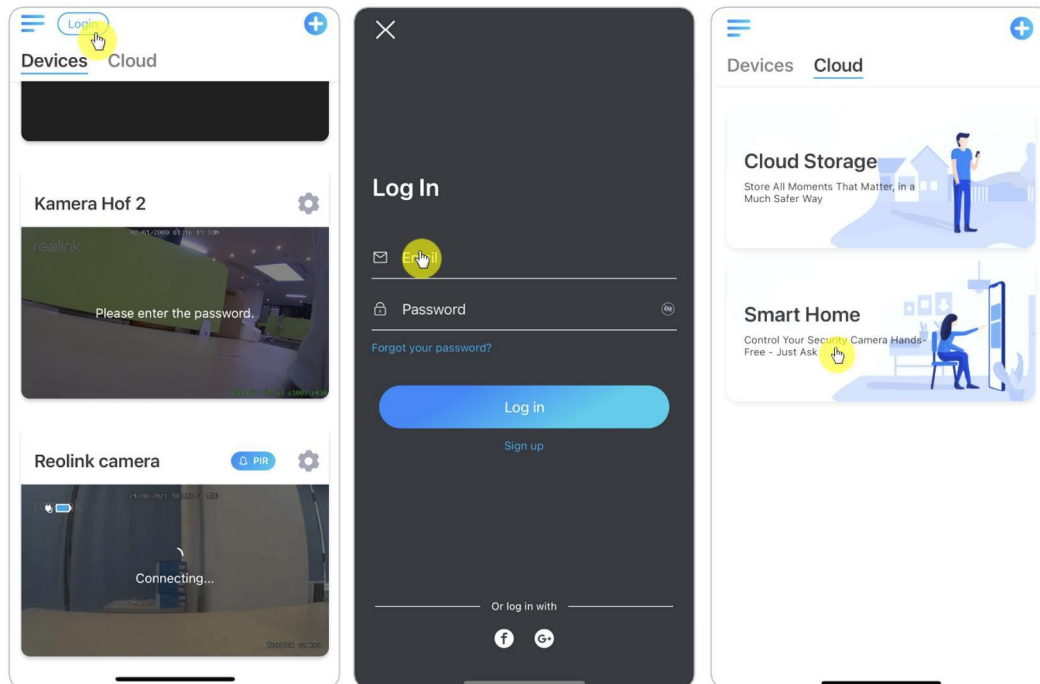 Login
Devices Cloud
Kamera Hof 2
reolink
Please enter the password.
Reolink camera
PIR
Connecting...
Reolink camera
Log In
Password
Forgot your password?
Log in
Sign up
Or log in with
f G+
Devices Cloud
Cloud Storage
Store All Moments That Matter, in a
Much Safer Way
Smart Home
Control Your Security Camera Hands-
Free - Just Ask